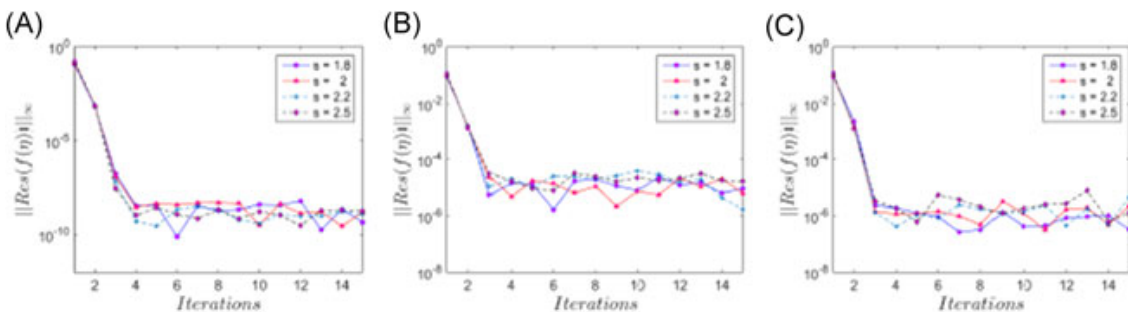 (A)
||Res(f(η))||∞
10^0
10^-5
10^-10
2 4 6 8 10 12 14
Iterations
s = 1.8
s = 2
s = 2.2
s = 2.5
(B)
||Res(f(η))||∞
10^0
10^-2
10^-4
10^-6
10^-8
2 4 6 8 10 12 14
Iterations
s = 1.8
s = 2
s = 2.2
s = 2.5
(C)
||Res(f(η))||∞
10^0
10^-2
10^-4
10^-6
10^-8
2 4 6 8 10 12 14
Iterations
s = 1.8
s = 2
s = 2.2
s = 2.5